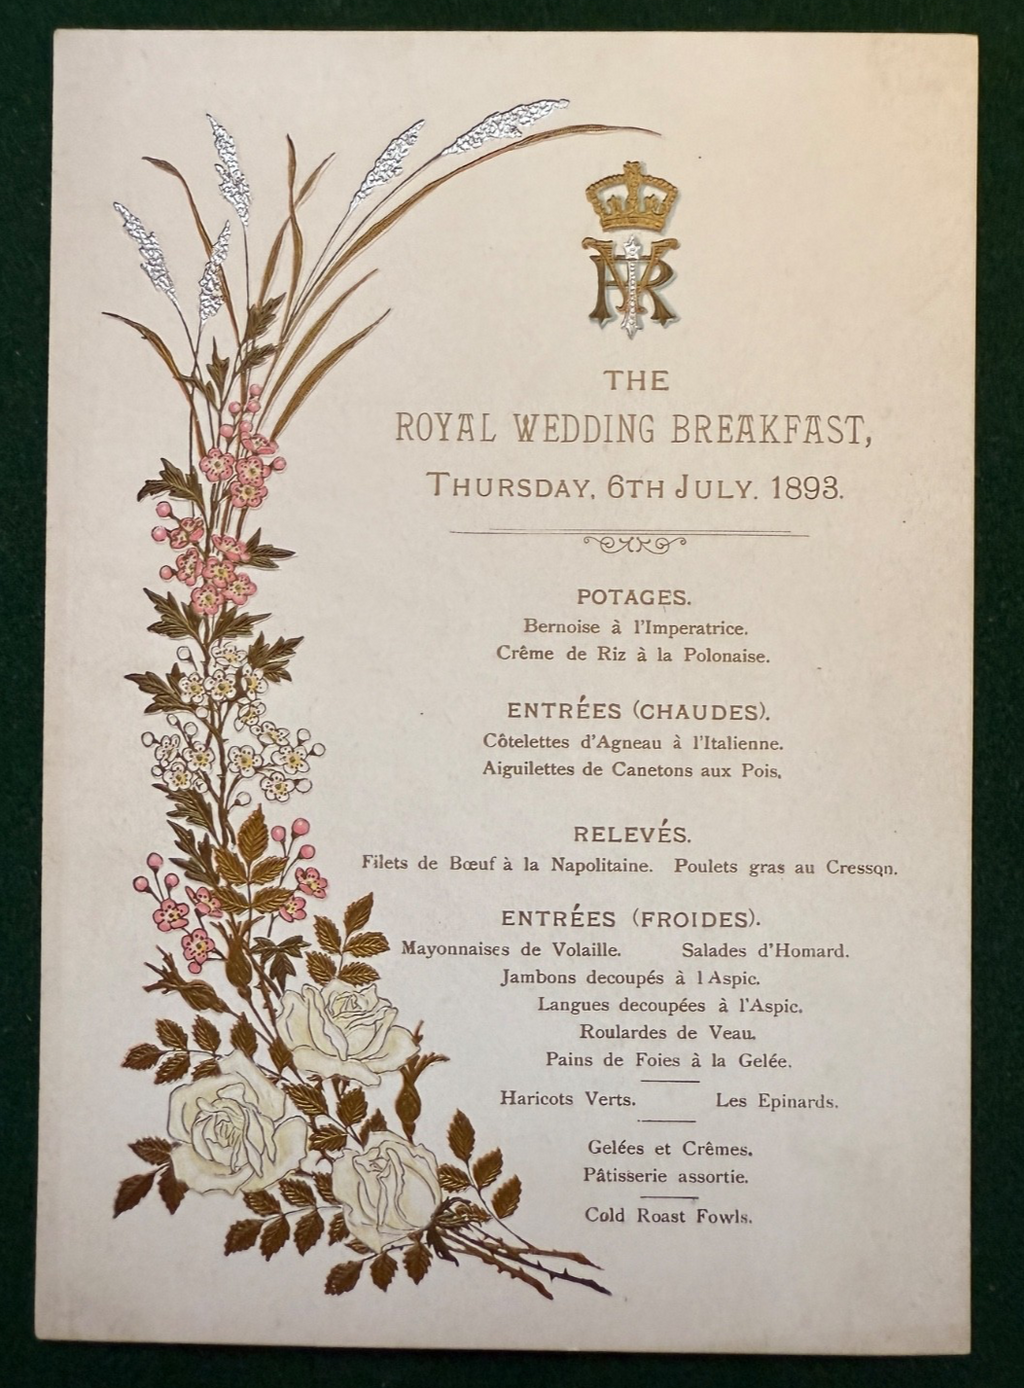 VRI
THE
ROYAL WEDDING BREAKFAST,
THURSDAY, 6TH JULY. 1893.
POTAGES.
Bernoise à l'Imperatrice.
Crême de Riz à la Polonaise.
ENTRÉES (CHAUDES).
Côtelettes d'Agneau à l'Italienne.
Aiguilettes de Canetons aux Pois.
RELEVÉS.
Filets de Bœuf à la Napolitaine. Poulets gras au Cresson.
ENTRÉES (FROIDES).
Mayonnaises de Volaille. Salades d'Homard.
Jambons decoupés à l Aspic.
Langues decoupées à l'Aspic.
Roulardes de Veau.
Pains de Foies à la Gelée.
Haricots Verts. Les Epinards.
Gelées et Crêmes.
Pâtisserie assortie.
Cold Roast Fowls.